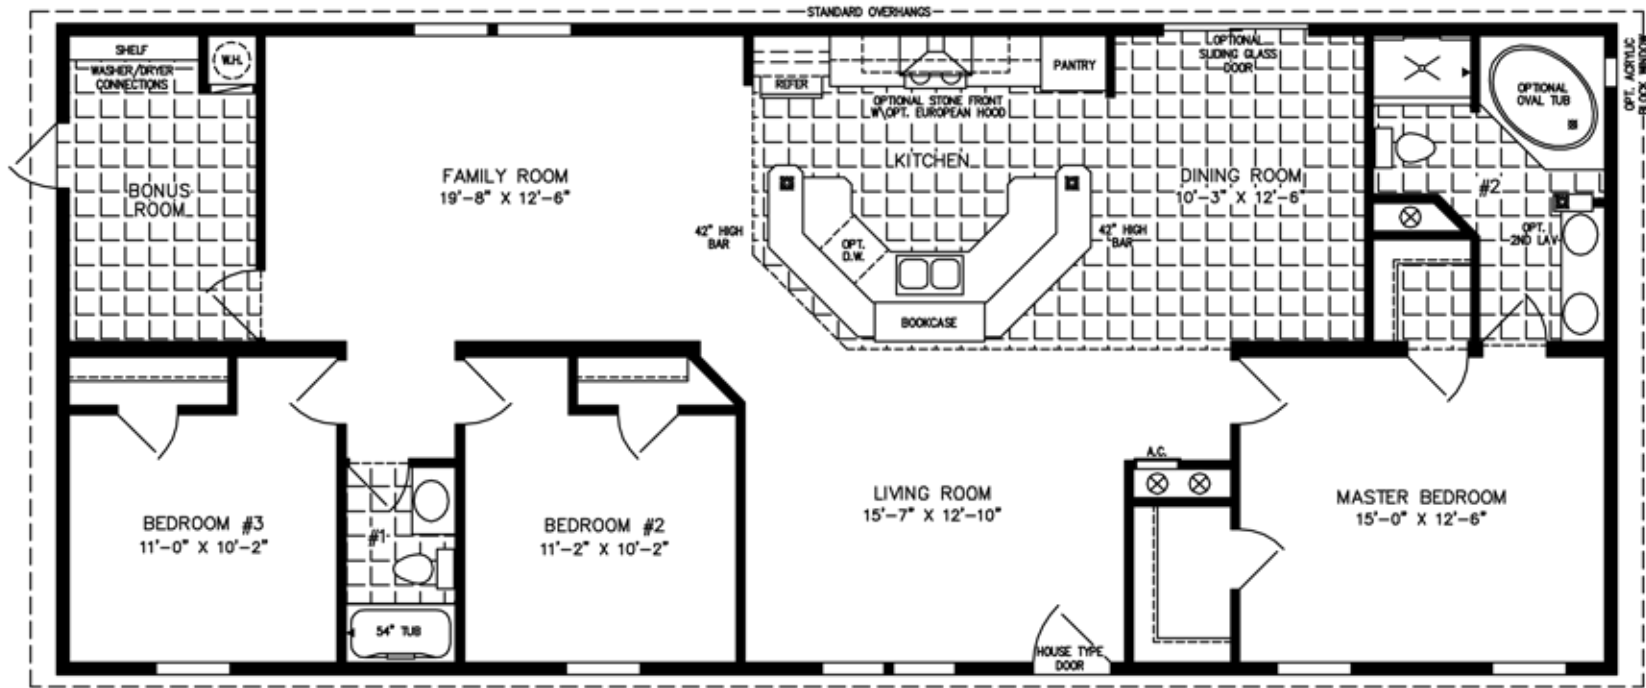 STANDARD OVERHANGS
SHELF
WASHER/DRYER
CONNECTIONS
W.H.
BONUS
ROOM
FAMILY ROOM
19'-8" X 12'-6"
REFER
OPTIONAL STONE FRONT
W\OPT. EUROPEAN HOOD
PANTRY
KITCHEN
42" HIGH
BAR
OPT.
D.W.
BOOKCASE
42" HIGH
BAR
OPTIONAL
SLIDING GLASS
DOOR
DINING ROOM
10'-3" X 12'-6"
OPTIONAL
OVAL TUB
OPT. ACRYLIC
BLOCK WINDOW
#2
OPT.
2ND LAV
BEDROOM #3
11'-0" X 10'-2"
#1
54" TUB
BEDROOM #2
11'-2" X 10'-2"
LIVING ROOM
15'-7" X 12'-10"
A.C.
HOUSE TYPE
DOOR
MASTER BEDROOM
15'-0" X 12'-6"